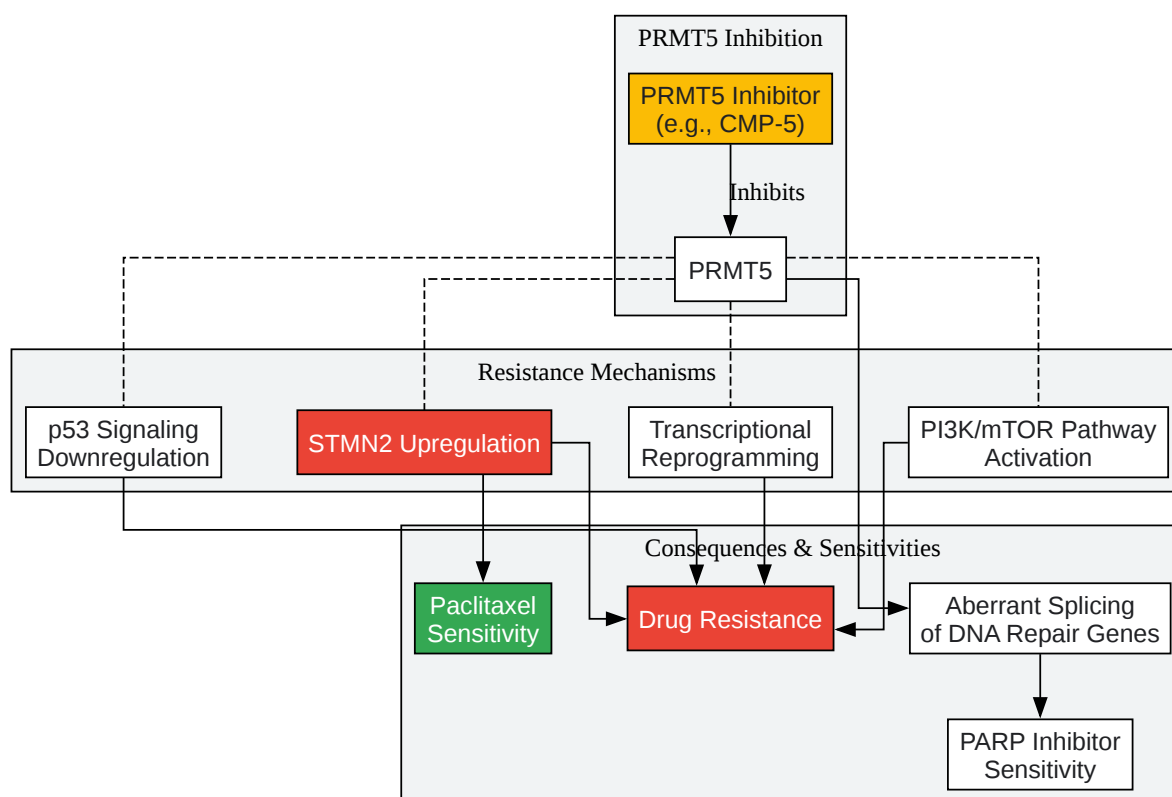 PRMT5 Inhibition
PRMT5 Inhibitor
(e.g., CMP-5)
Inhibits
PRMT5
Resistance Mechanisms
p53 Signaling
Downregulation
STMN2 Upregulation
Transcriptional
Reprogramming
PI3K/mTOR Pathway
Activation
Consequences & Sensitivities
Paclitaxel
Sensitivity
Drug Resistance
Aberrant Splicing
of DNA Repair Genes
PARP Inhibitor
Sensitivity